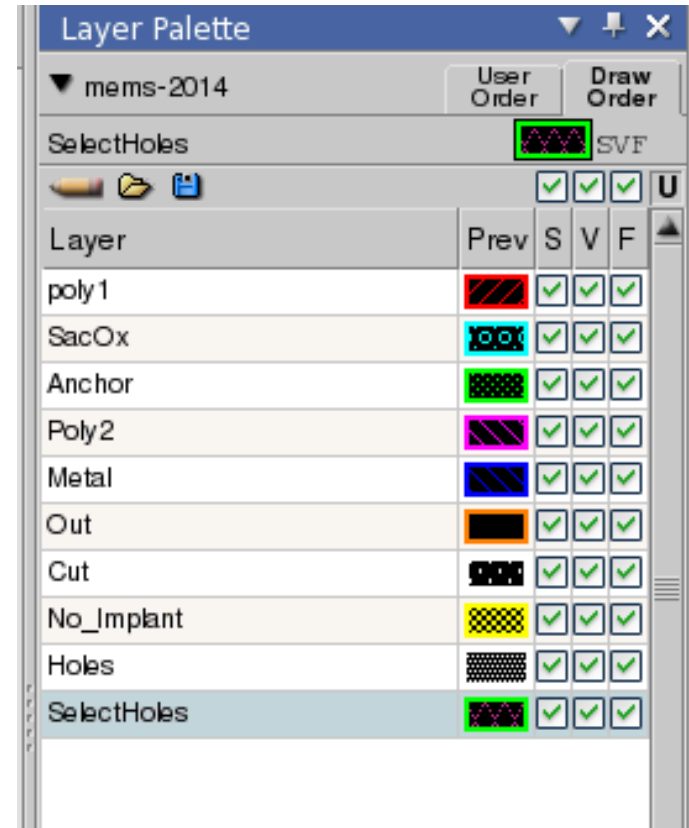 Layer Palette
mems-2014
User Order
Draw Order
SelectHoles SVF
U
Layer Prev S V F
poly1
SacOx
Anchor
Poly2
Metal
Out
Cut
No_Implant
Holes
SelectHoles